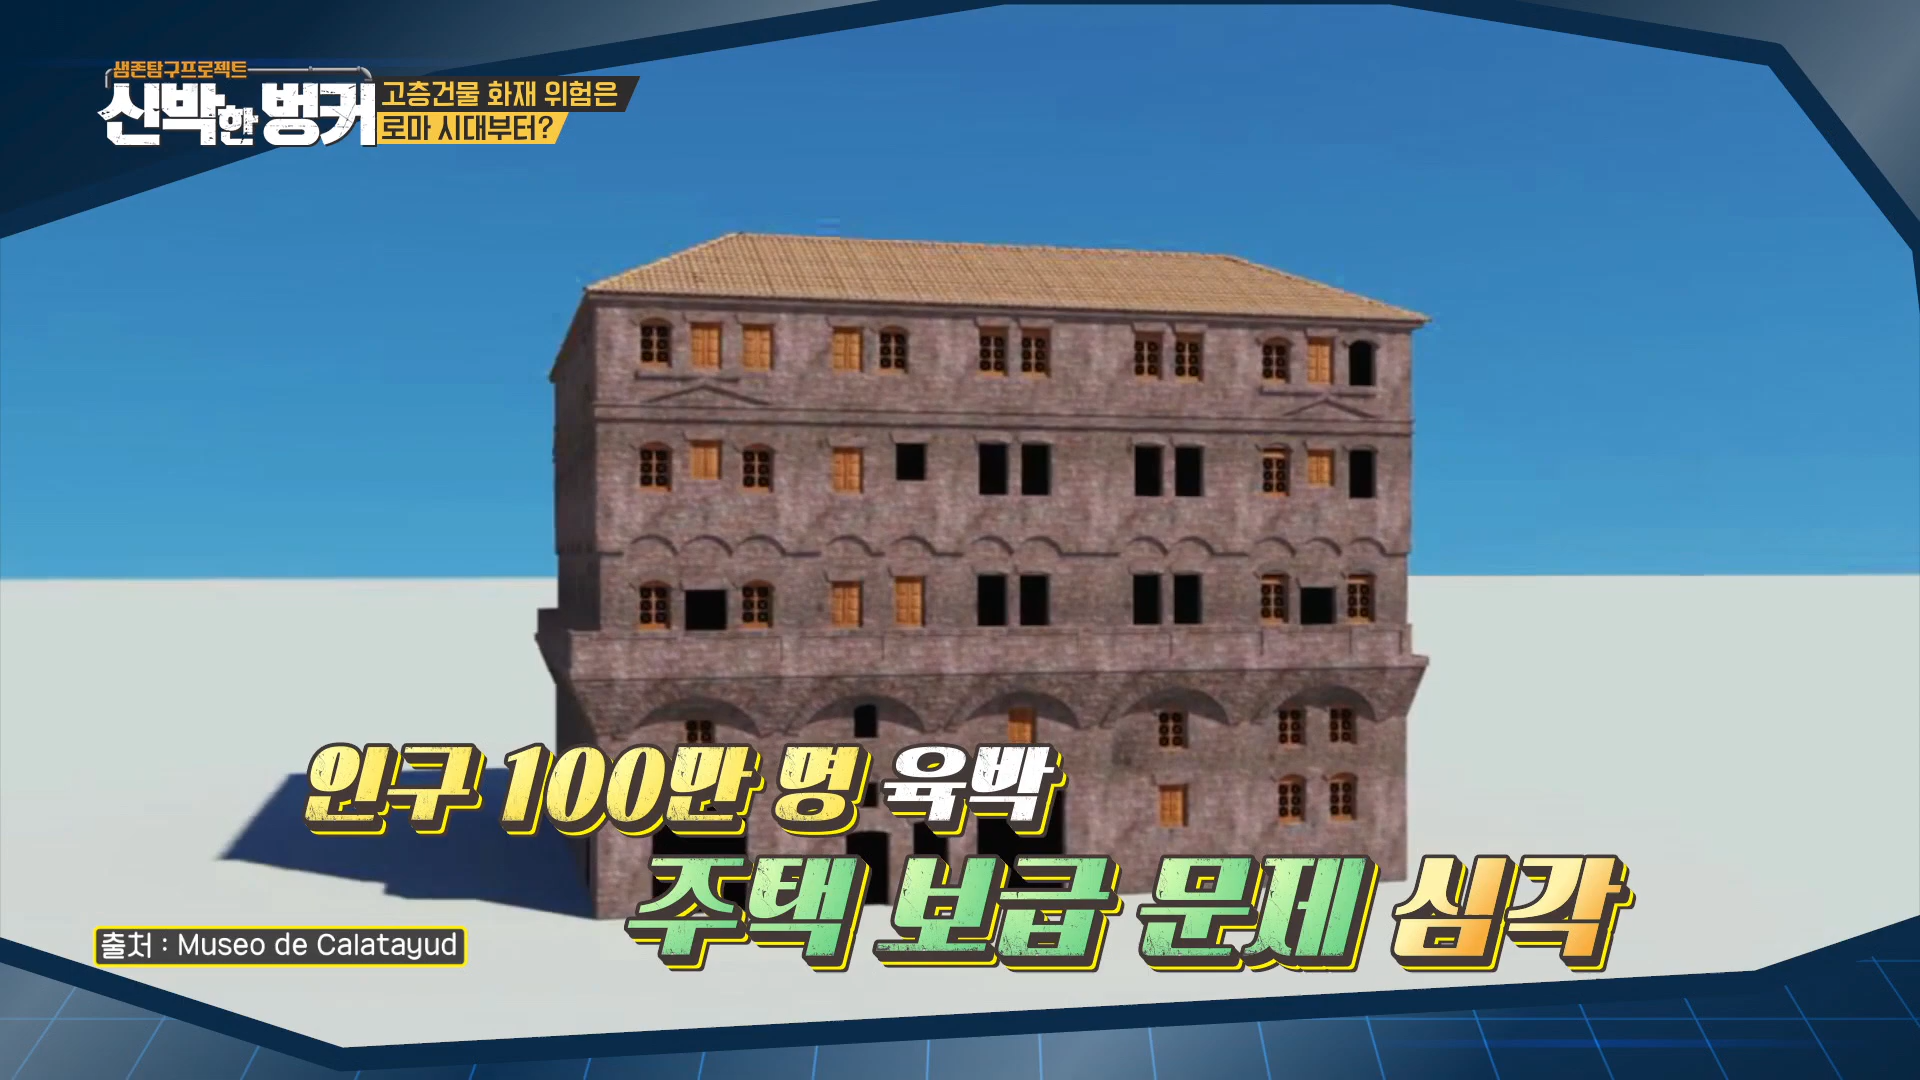 생존탐구프로젝트
신박한 벙커
고층건물 화재 위험은
로마 시대부터?
인구 100만 명 육박
주택 보급 문제 심각
출처 : Museo de Calatayud